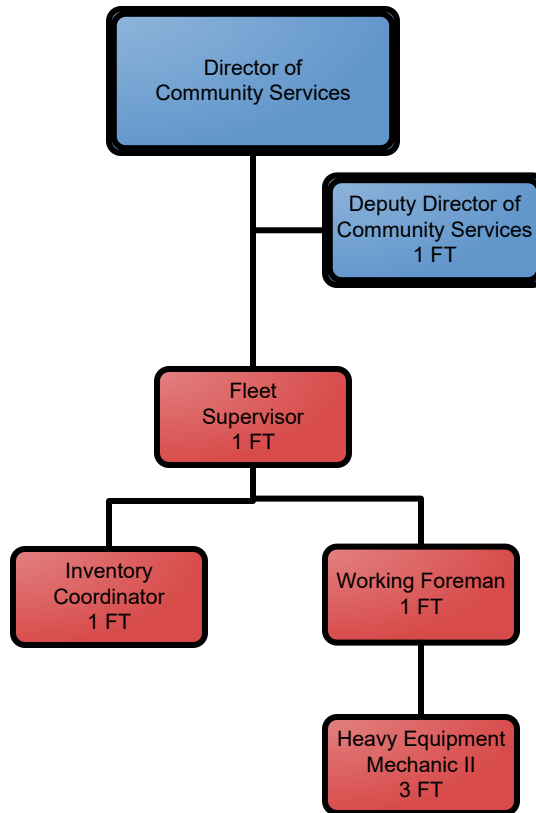 Director of
Community Services
Deputy Director of
Community Services
1 FT
Fleet
Supervisor
1 FT
Inventory
Coordinator
1 FT
Working Foreman
1 FT
Heavy Equipment
Mechanic II
3 FT